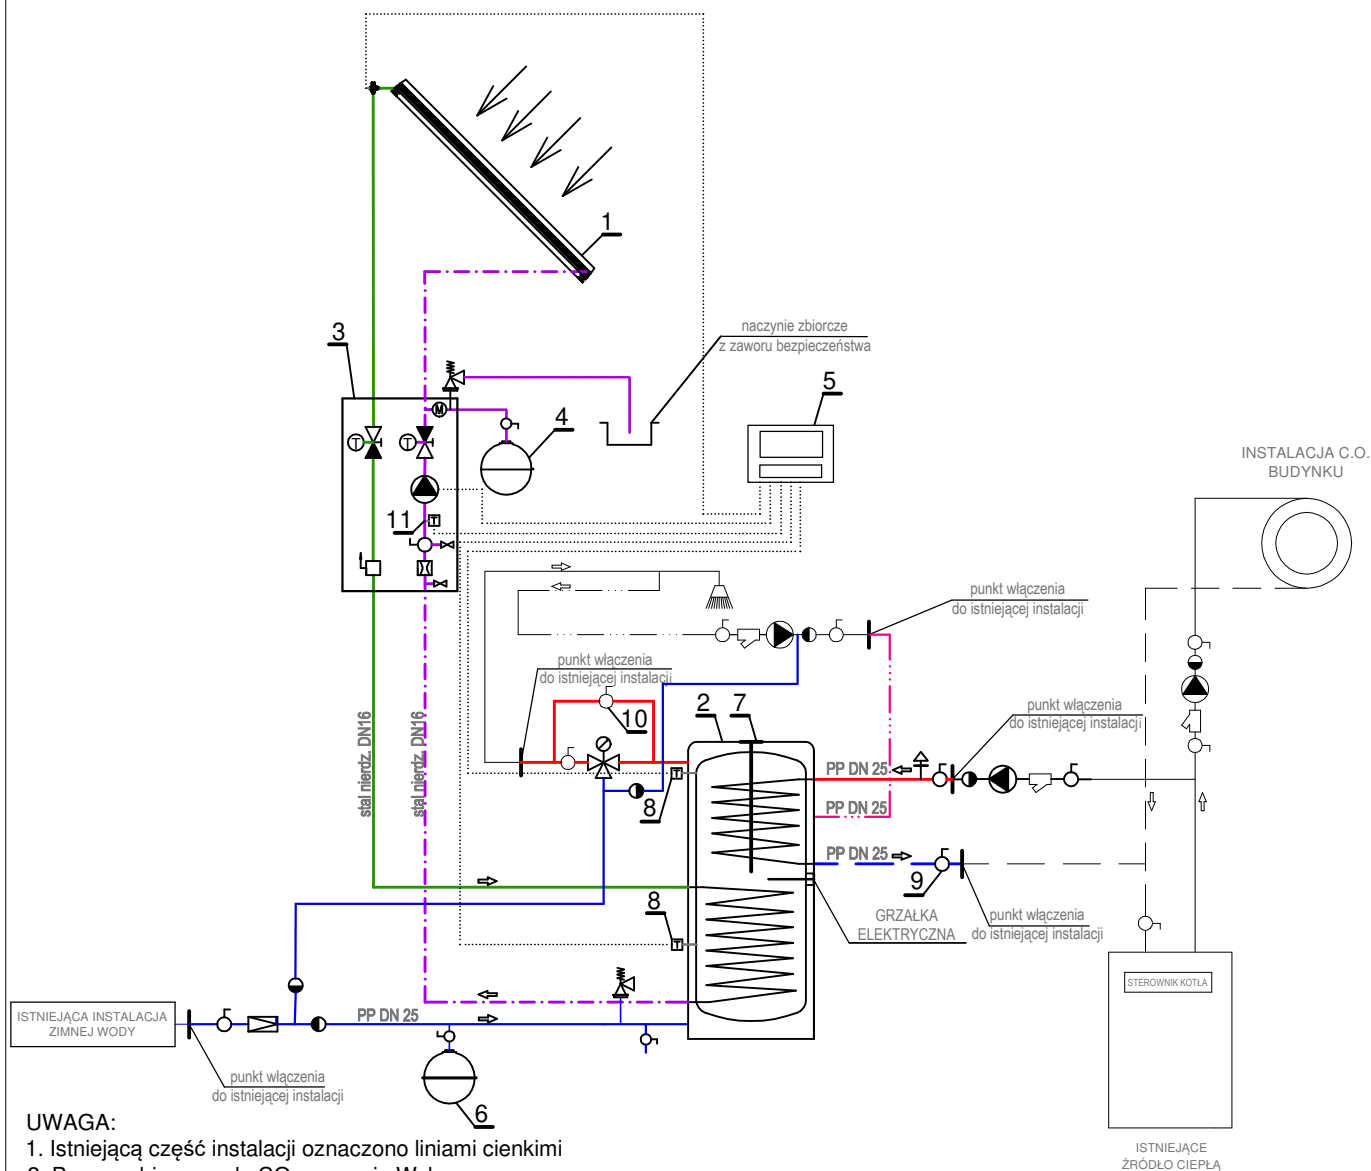 1
naczynie zbiorcze
z zaworu bezpieczeństwa
3
5
4
M
T
T
11
T
INSTALACJA C.O.
BUDYNKU
punkt włączenia
do istniejącej instalacji
punkt włączenia
do istniejącej instalacji
10
2
7
punkt włączenia
do istniejącej instalacji
stal nierdz. DN16
stal nierdz. DN16
PP DN 25
T
8
PP DN 25
PP DN 25
9
8
T
GRZAŁKA
ELEKTRYCZNA
punkt włączenia
do istniejącej instalacji
STEROWNIK KOTŁA
ISTNIEJĄCA INSTALACJA
ZIMNEJ WODY
PP DN 25
punkt włączenia
do istniejącej instalacji
6
UWAGA:
1. Istniejącą część instalacji oznaczono liniami cienkimi
ISTNIEJĄCE
ŹRÓDŁO CIEPŁĄ